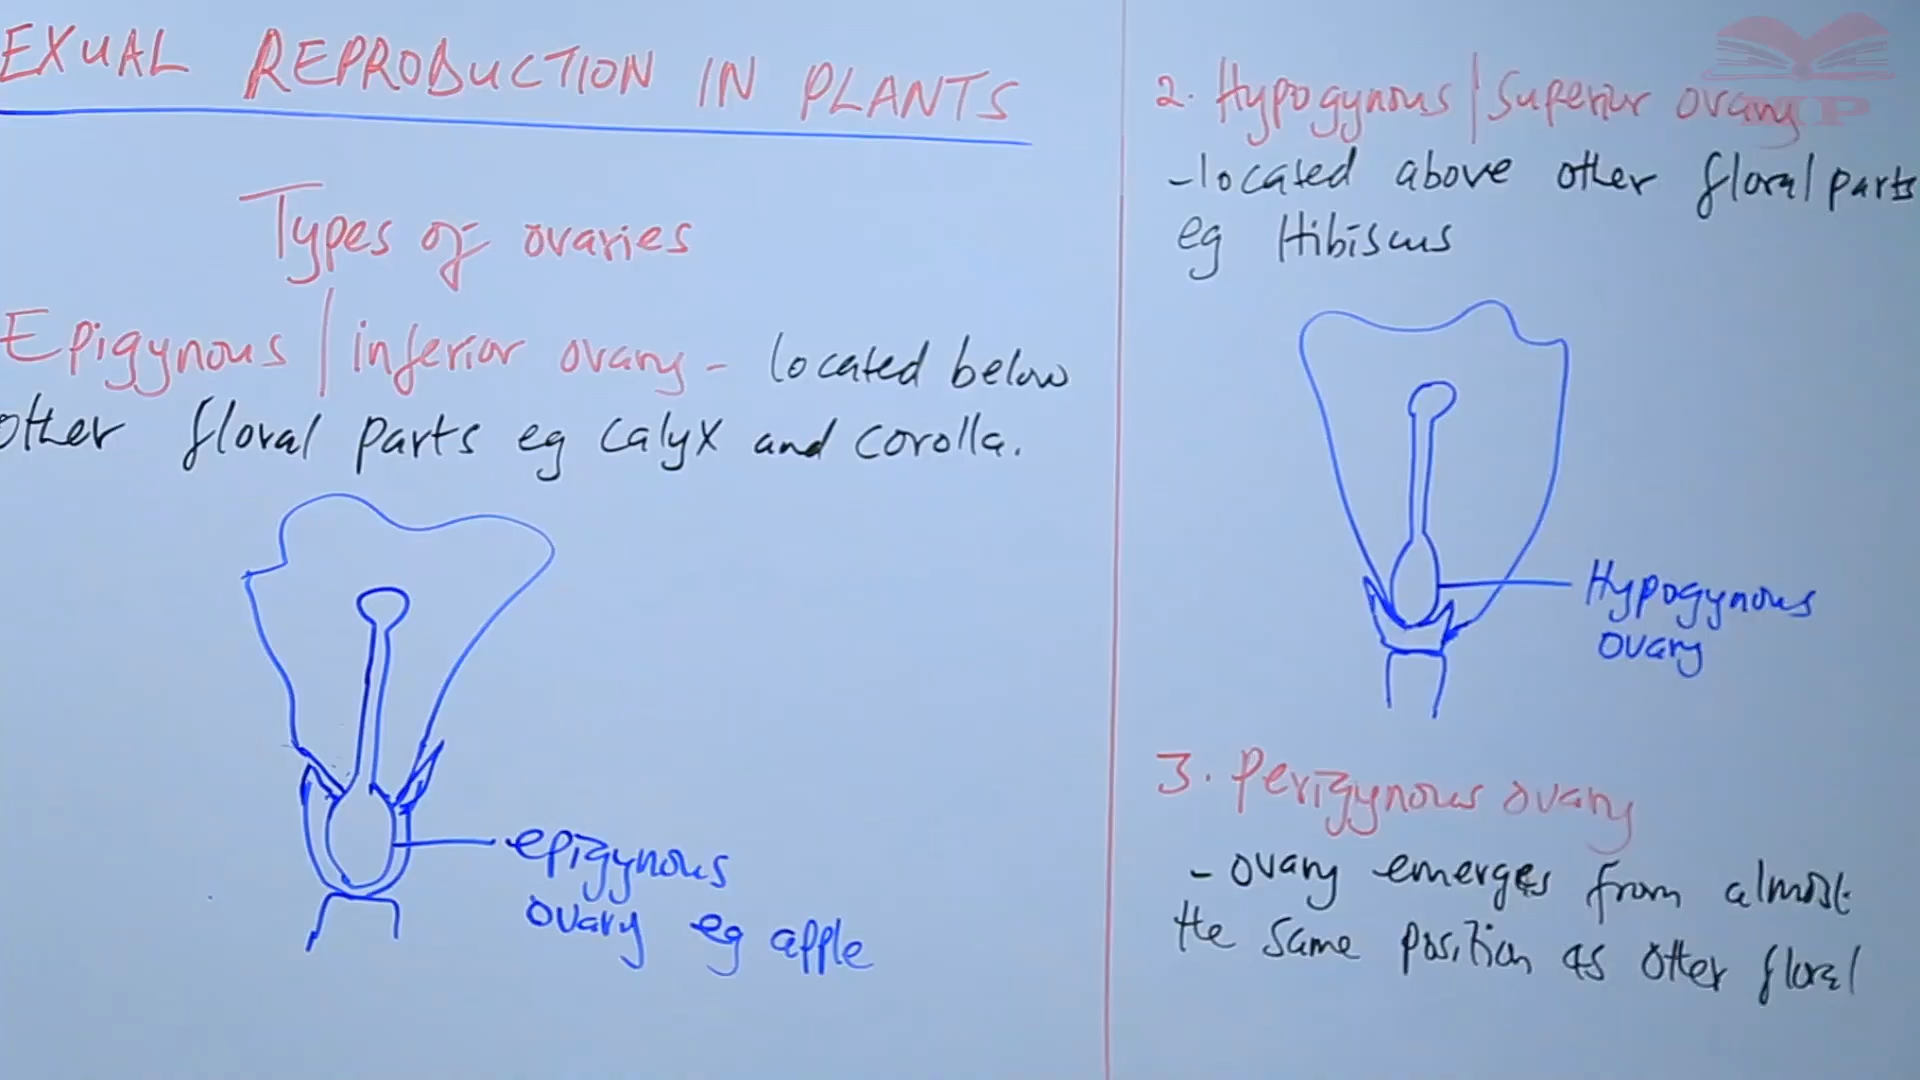 EXUAL REPRODUCTION IN PLANTS
Types of ovaries
Epigynous / inferior ovary - located below
other floral parts eg calyx and corolla.
epigynous
ovary eg apple
2. Hypogynous / superior ovary
- located above other floral parts
eg Hibiscus
Hypogynous
ovary
3. Perigynous ovary
- ovary emerges from almost
the same position as other floral
MP